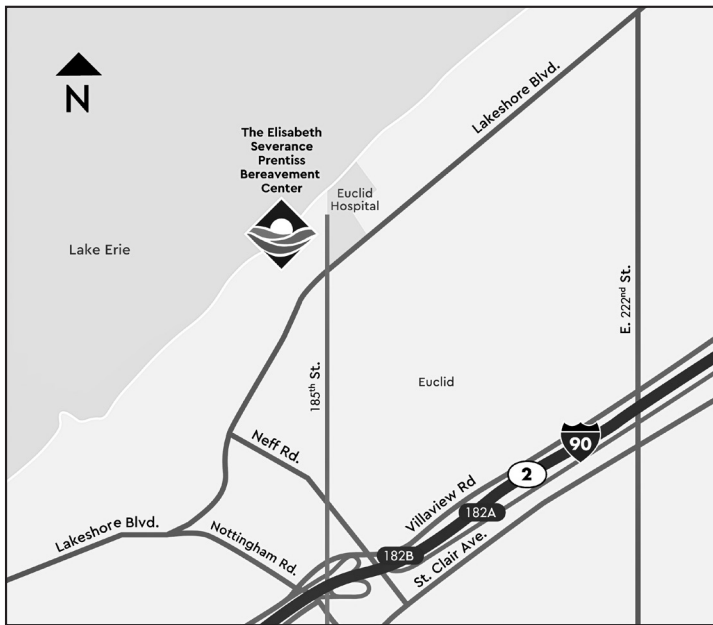 N
The Elisabeth
Severance
Prentiss
Bereavement
Center
Euclid
Hospital
Lakeshore Blvd.
Lake Erie
E. 222nd St.
185th St.
Euclid
Neff Rd.
90
2
Villaview Rd
182A
Lakeshore Blvd.
Nottingham Rd.
182B
St. Clair Ave.